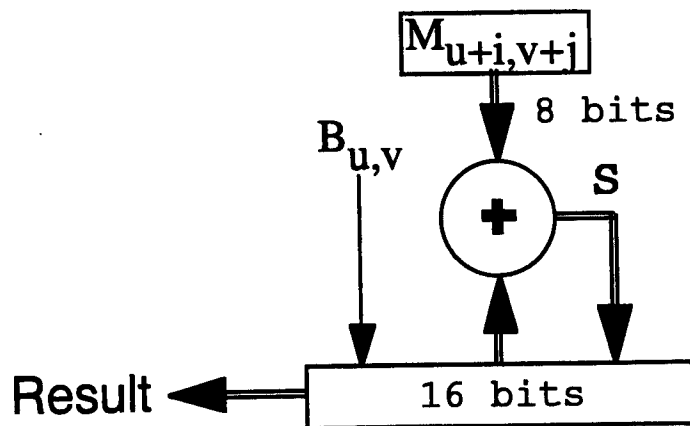 M_{u+i,v+j}
8 bits
B_{u,v}
S
+
Result
16 bits